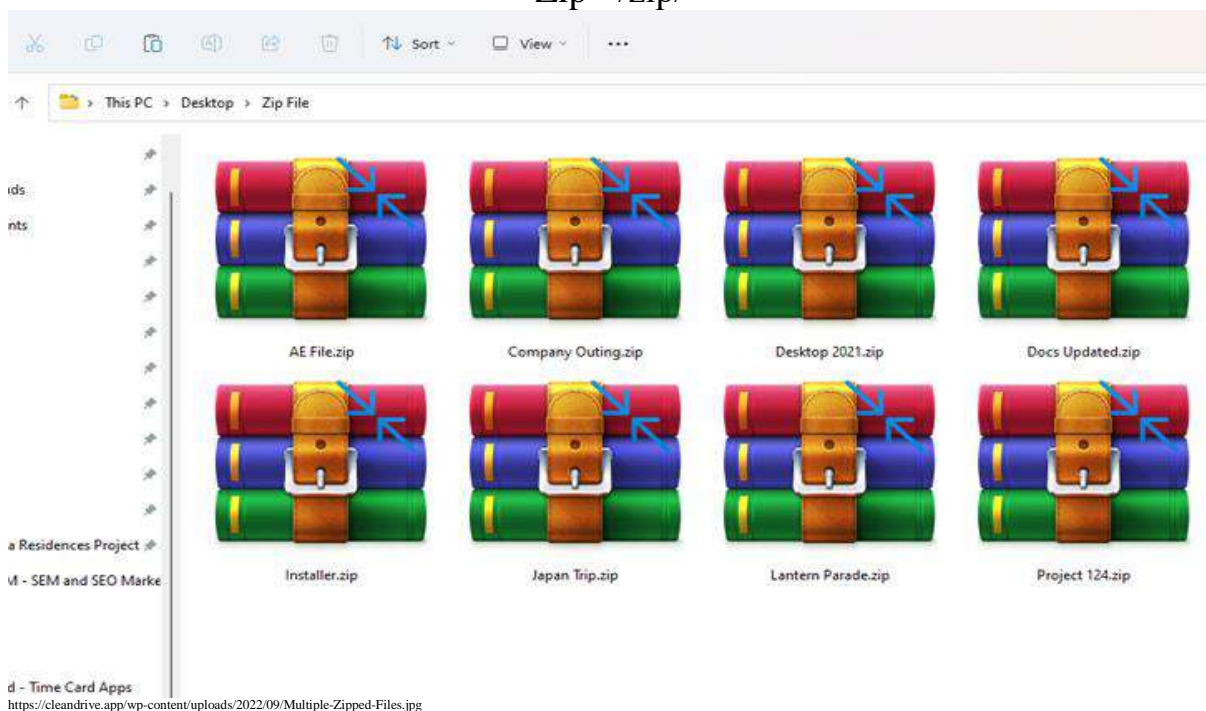 Sort
View
This PC > Desktop > Zip File
AE File.zip Company Outing.zip Desktop 2021.zip Docs Updated.zip
Installer.zip Japan Trip.zip Lantern Parade.zip Project 124.zip
a Residences Project
- SEM and SEO Marke
d - Time Card Apps
https://cleandrive.app/wp-content/uploads/2022/09/Multiple-Zipped-Files.jpg